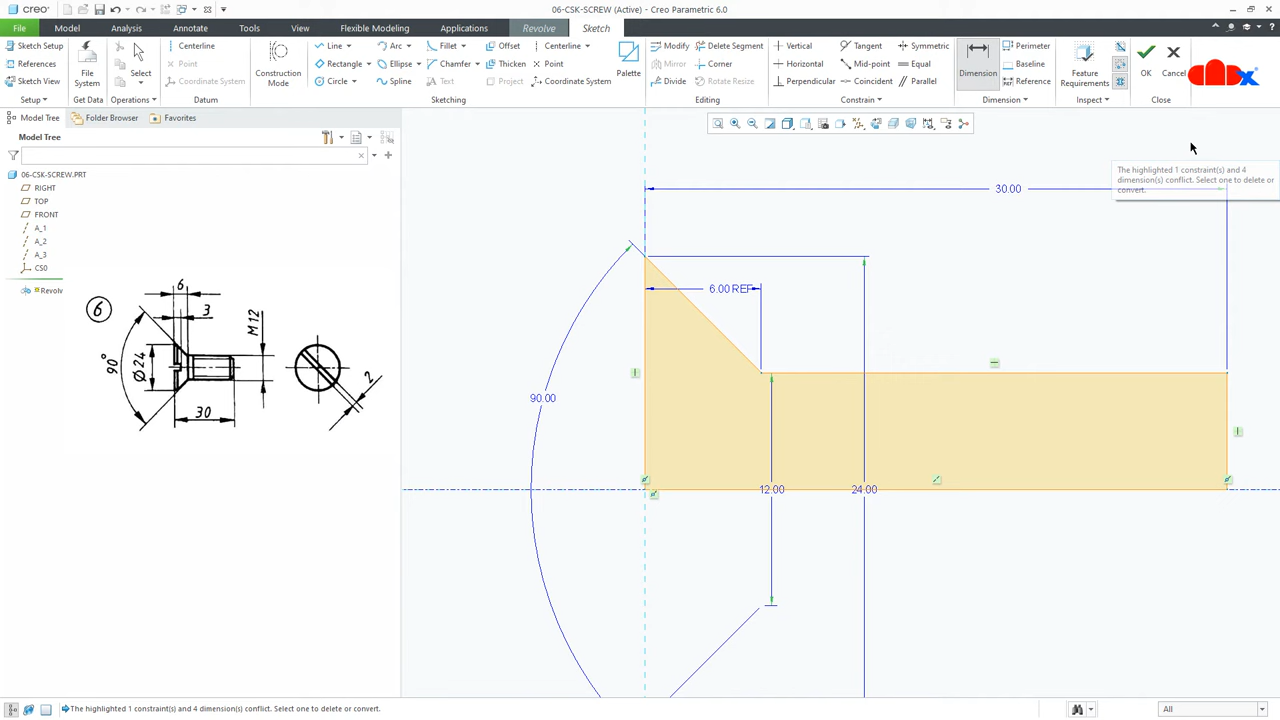 creo
06-CSK-SCREW (Active) - Creo Parametric 6.0
File Model Analysis Annotate Tools View Flexible Modeling Applications Revolve Sketch
Sketch Setup
References
Sketch View
Setup
File System
Get Data
Select
Operations
Centerline
Point
Coordinate System
Datum
Construction Mode
Line Arc Fillet Offset Centerline
Rectangle Ellipse Chamfer Thicken Point
Circle Spline Text Project Coordinate System
Palette
Sketching
Modify Delete Segment
Mirror Corner
Divide Rotate Resize
Editing
Vertical Tangent Symmetric
Horizontal Mid-point Equal
Perpendicular Coincident Parallel
Constrain
Dimension
Perimeter
Baseline
Reference
Dimension
Feature Requirements
Inspect
OK
Cancel
Close
Model Tree Folder Browser Favorites
Model Tree
06-CSK-SCREW.PRT
RIGHT
TOP
FRONT
A_1
A_2
A_3
CS0
*Revolv
6
6
3
M12
90°
Ø24
30
2
The highlighted 1 constraint(s) and 4
dimension(s) conflict. Select one to delete or
convert.
30.00
6.00 REF
90.00
12.00
24.00
The highlighted 1 constraint(s) and 4 dimension(s) conflict. Select one to delete or convert.
All